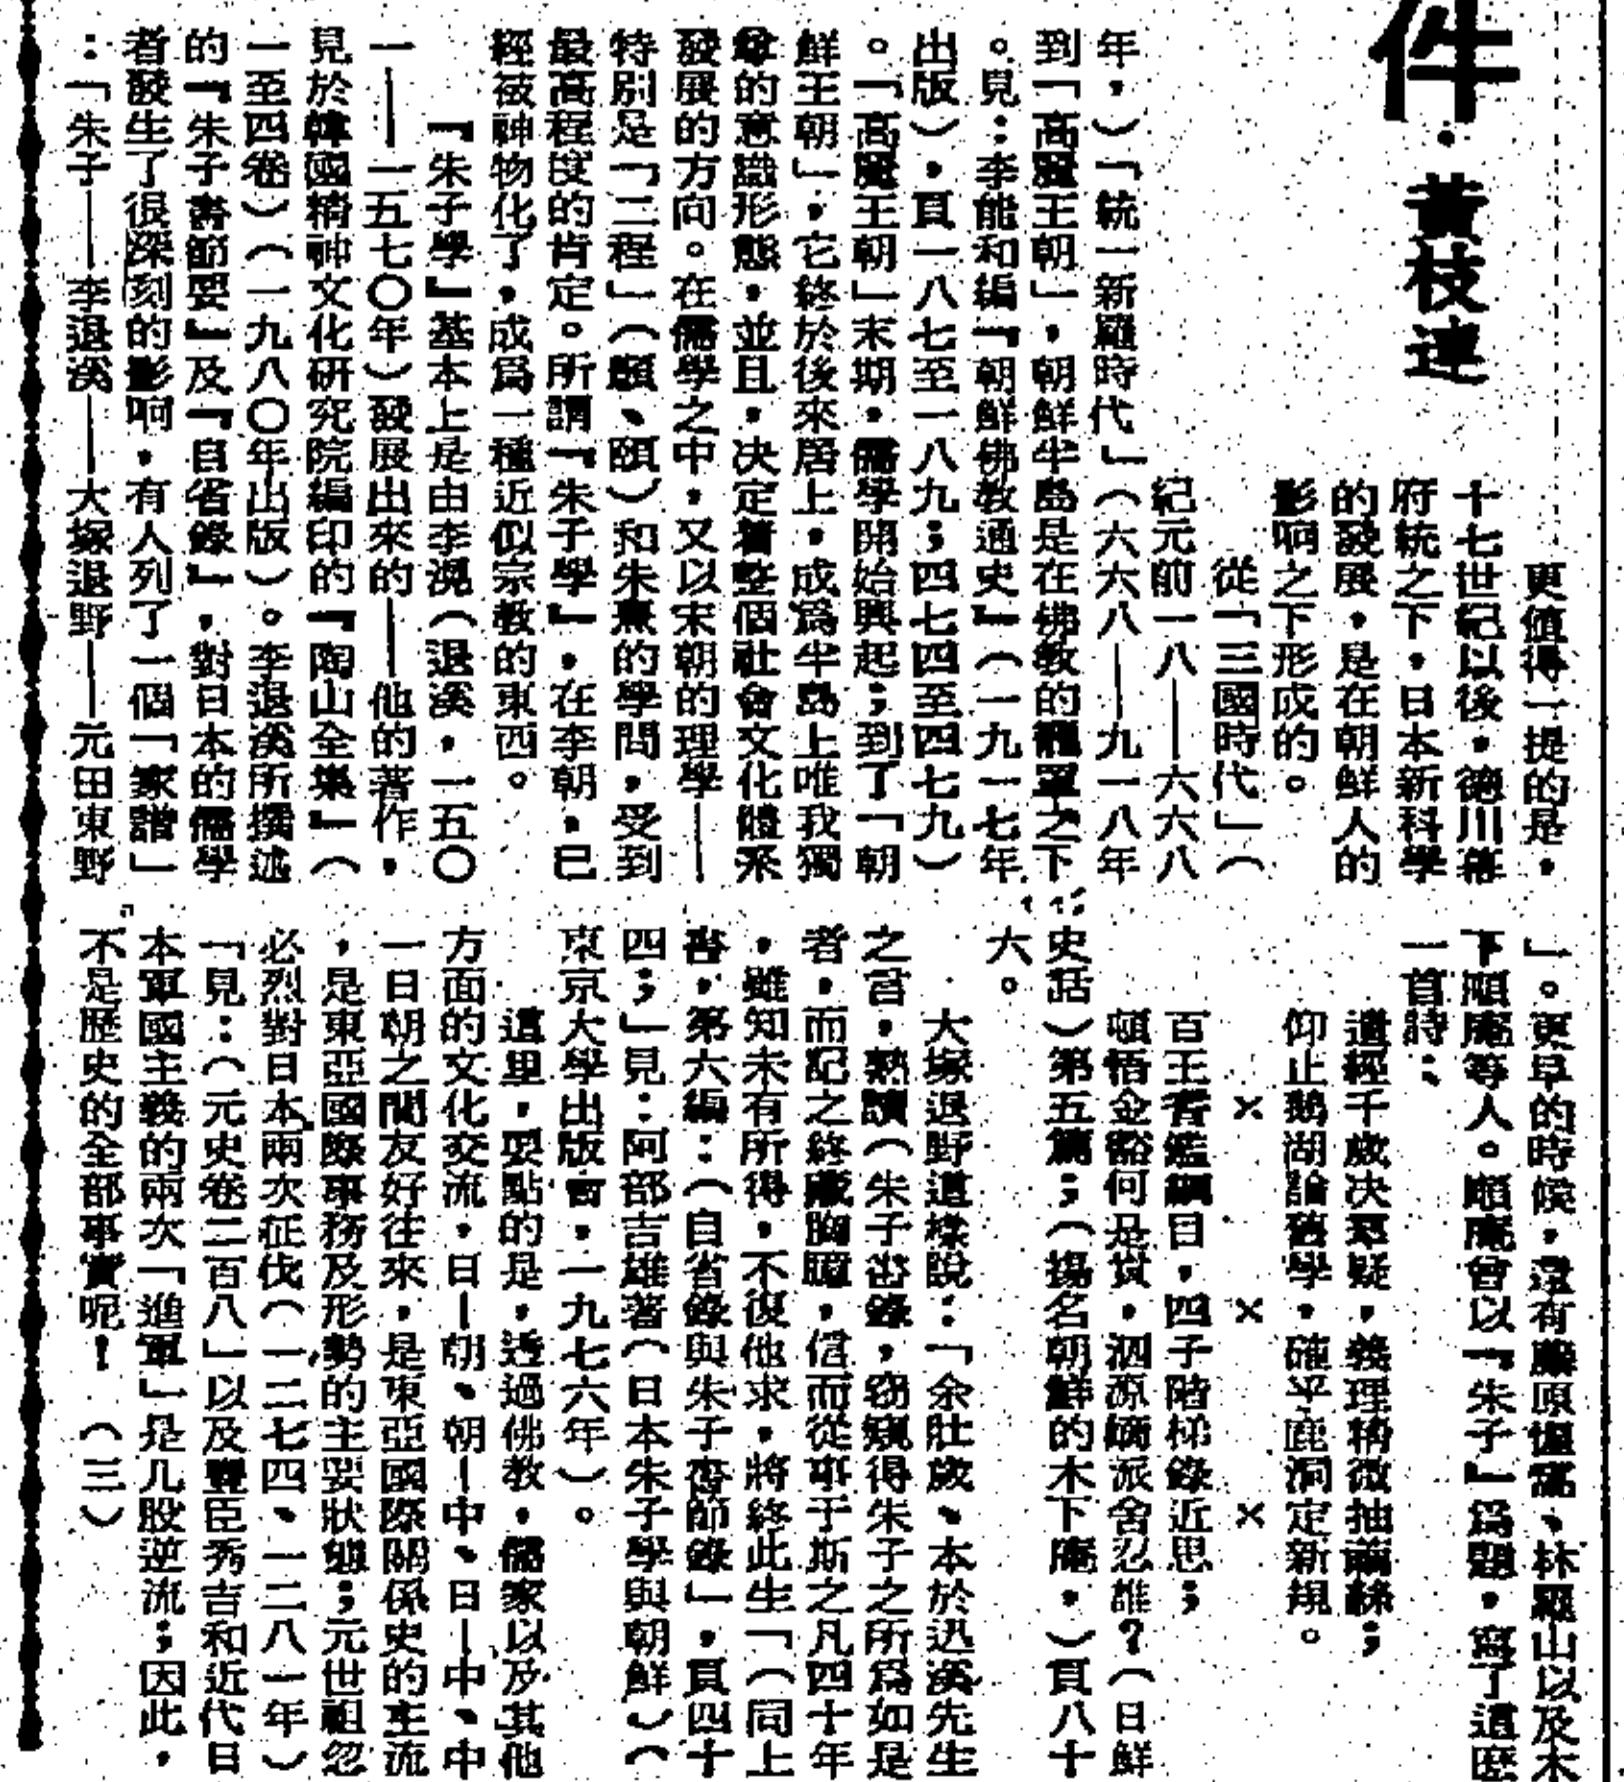 件
：黃枝連
更值得一提的是，
十七世紀以後，德川幕
府統之下，日本新科學
的發展，是在朝鮮人的
影响之下形成的。
從「三國時代」（
紀元前一八——六六八
年，）「統一新羅時代」（六六八——九一八年
到「高麗王朝」，朝鮮半島是在佛教的籠罩之下
。見：李能和編『朝鮮佛教通史』（一九一七年
出版），頁一八七至一八九；四七四至四七九）
。「高麗王朝」末期，儒學開始興起；到了「朝
鮮王朝」，它終於後來居上，成爲半島上唯我獨
尊的意識形態，並且，決定着整個社會文化體系
發展的方向。在儒學之中，又以宋朝的理學——
特別是「二程」（顥、頤）和朱熹的學問，受到
最高程度的肯定。所謂『朱子學』，在李朝，已
經被神物化了，成爲一種近似宗教的東西。
『朱子學』基本上是由李滉（退溪，一五〇
一——一五七〇年）發展出來的——他的著作，
見於韓國精神文化研究院編印的『陶山全集』（
一至四卷）（一九八〇年出版）。李退溪所撰述
的『朱子書節要』及『自省錄』，對日本的儒學
者發生了很深刻的影响，有人列了一個「家譜」
：「朱子——李退溪——大塚退野——元田東野
」。更早的時候，還有藤原惺窩、林羅山以及木
下順庵等人。順庵曾以『朱子』爲題，寫了這麽
一首詩：
遺經千歲決羣疑，義理精微抽繭絲；
仰止鵝湖論舊學，確乎鹿洞定新規。
×　×　×
百王蓍鑑綱目，四子階梯錄近思；
頓悟金谿何是貰，泗源嫡派舍忍誰？（日鮮
史話）第五篇；（揚名朝鮮的木下庵，）頁八十
六。
大塚退野這樣說：「余壯歲、本於退溪先生
之言，熟讀（朱子書錄，窃窺得朱子之所爲如是
者，而記之終藏胸臆，信而從事于斯之凡四十年
，雖知未有所得，不復他求，將終此生「（同上
書，第六編：（自省錄與朱子書節錄」，頁四十
四；」見：阿部吉雄著（日本朱子學與朝鮮）（
東京大學出版會，一九七六年）。
這里，要點的是，透過佛教，儒家以及其他
方面的文化交流，日—朝、朝—中、日—中、中
一日朝之間友好往來，是東亞國際關係史的主流
，是東亞國際事務及形勢的主要狀態；元世祖忽
必烈對日本兩次征伐（一二七四、一二八一年）
「見：（元史卷二百八」以及豐臣秀吉和近代日
本軍國主義的兩次「進軍」是几股逆流；因此，
不是歷史的全部事實呢！　（三）